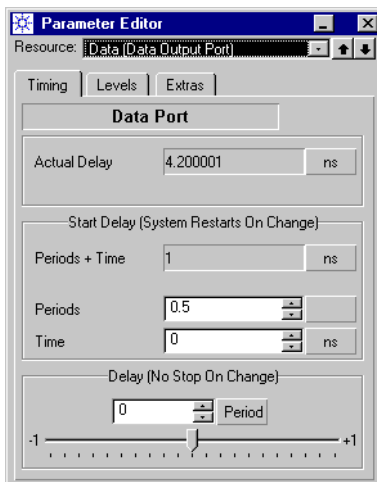 Parameter Editor
Resource: Data (Data Output Port)
Timing Levels Extras
Data Port
Actual Delay 4.200001 ns
Start Delay (System Restarts On Change)
Periods + Time 1 ns
Periods 0.5
Time 0 ns
Delay (No Stop On Change)
0 Period
-1 +1